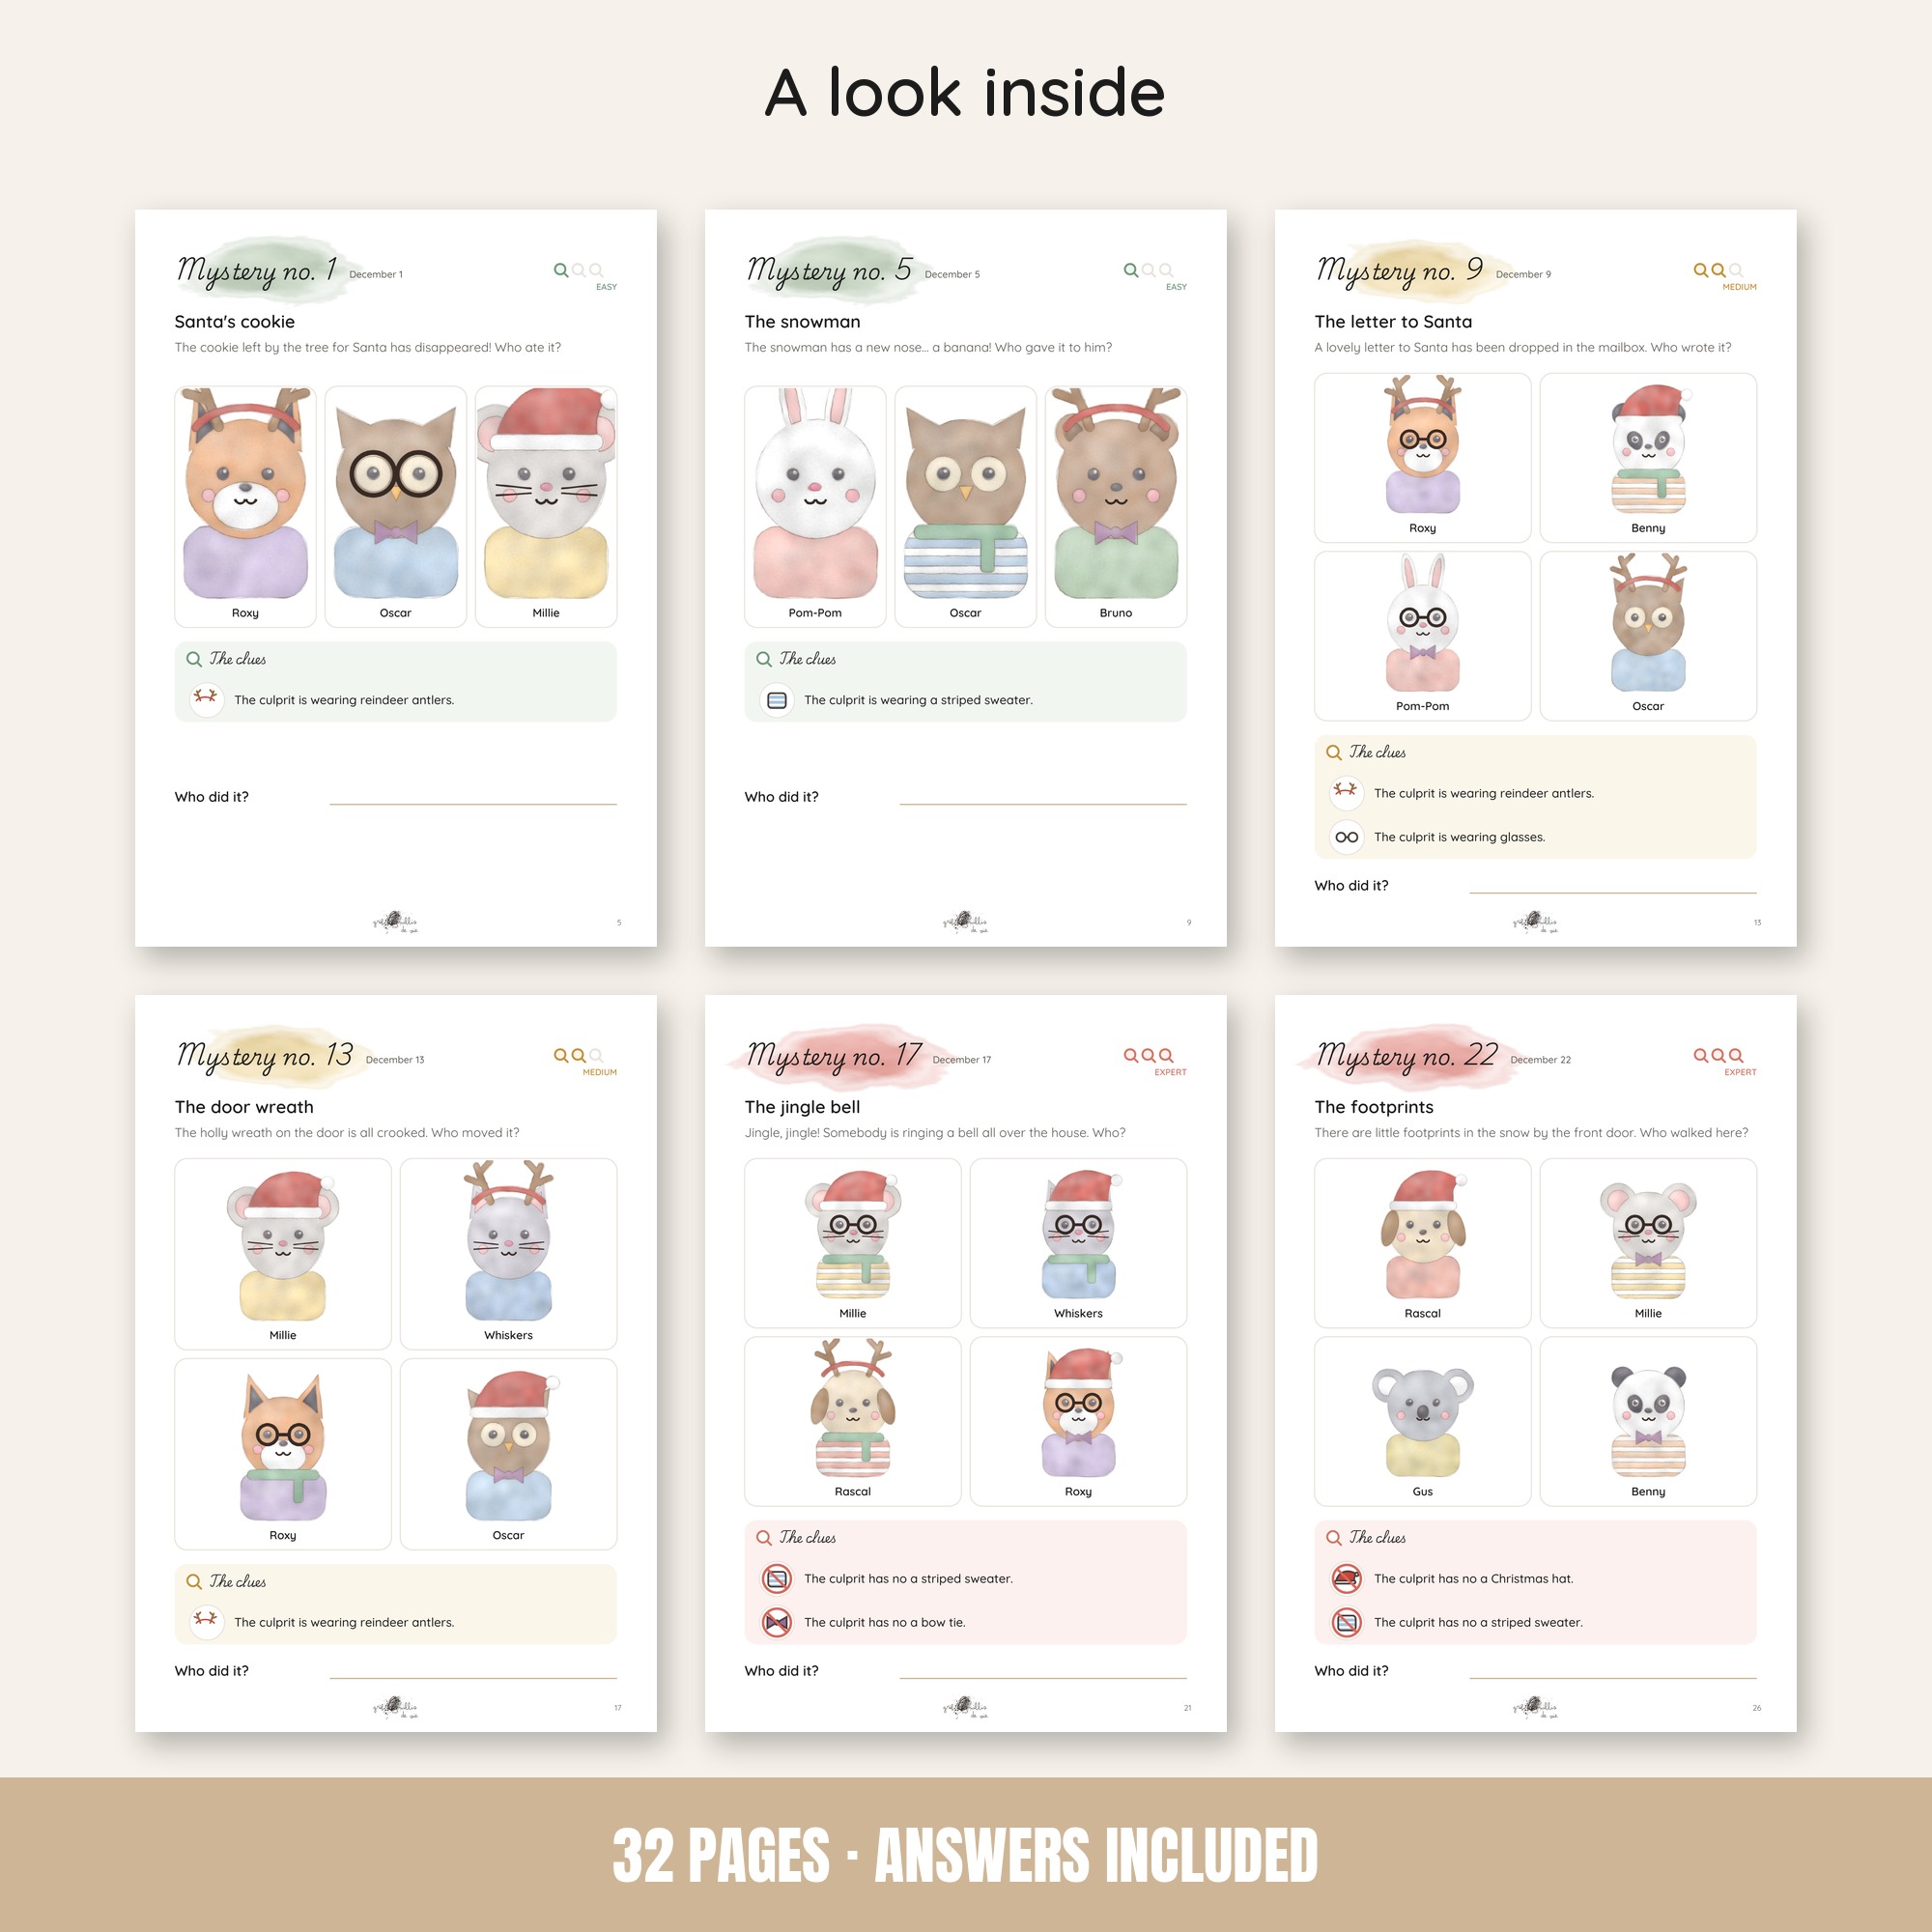 A look inside
Mystery no. 1 December 1
EASY
Santa's cookie
The cookie left by the tree for Santa has disappeared! Who ate it?
Roxy Oscar Millie
The clues
The culprit is wearing reindeer antlers.
Who did it?
5
Mystery no. 5 December 5
EASY
The snowman
The snowman has a new nose... a banana! Who gave it to him?
Pom-Pom Oscar Bruno
The clues
The culprit is wearing a striped sweater.
Who did it?
9
Mystery no. 9 December 9
MEDIUM
The letter to Santa
A lovely letter to Santa has been dropped in the mailbox. Who wrote it?
Roxy Benny
Pom-Pom Oscar
The clues
The culprit is wearing reindeer antlers.
The culprit is wearing glasses.
Who did it?
13
Mystery no. 13 December 13
MEDIUM
The door wreath
The holly wreath on the door is all crooked. Who moved it?
Millie Whiskers
Roxy Oscar
The clues
The culprit is wearing reindeer antlers.
Who did it?
17
Mystery no. 17 December 17
EXPERT
The jingle bell
Jingle, jingle! Somebody is ringing a bell all over the house. Who?
Millie Whiskers
Rascal Roxy
The clues
The culprit has no a striped sweater.
The culprit has no a bow tie.
Who did it?
21
Mystery no. 22 December 22
EXPERT
The footprints
There are little footprints in the snow by the front door. Who walked here?
Rascal Millie
Gus Benny
The clues
The culprit has no a Christmas hat.
The culprit has no a striped sweater.
Who did it?
26
32 PAGES · ANSWERS INCLUDED